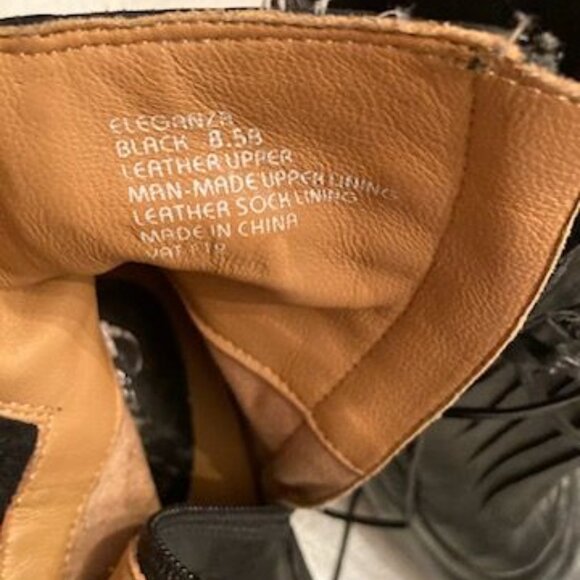 ELEGANZA
BLACK 8.5B
LEATHER UPPER
MAN-MADE UPPER LINING
LEATHER SOCK LINING
MADE IN CHINA